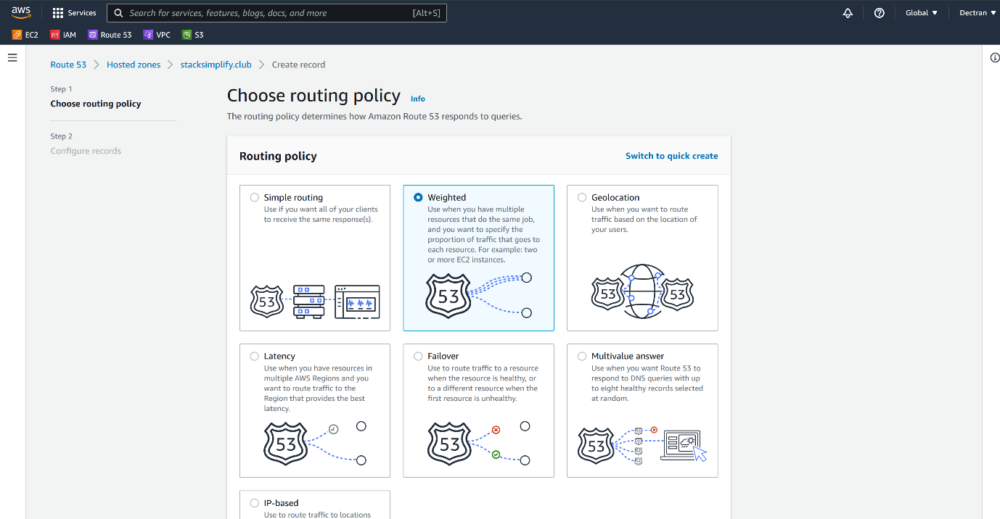 aws
Services
Search for services, features, blogs, docs, and more [Alt+S]
Global ▼
Dectran ▼
EC2 IAM Route 53 VPC S3
Route 53 > Hosted zones > stacksimplify.club > Create record
Step 1
Choose routing policy
Step 2
Configure records
Choose routing policy Info
The routing policy determines how Amazon Route 53 responds to queries.
Routing policy
Switch to quick create
Simple routing
Use if you want all of your clients
to receive the same response(s).
53
Weighted
Use when you have multiple
resources that do the same job,
and you want to specify the
proportion of traffic that goes to
each resource. For example: two
or more EC2 instances.
53
Geolocation
Use when you want to route
traffic based on the location of
your users.
53
53
Latency
Use when you have resources in
multiple AWS Regions and you
want to route traffic to the
Region that provides the best
latency.
53
Failover
Use to route traffic to a resource
when the resource is healthy, or
to a different resource when the
first resource is unhealthy.
53
Multivalue answer
Use when you want Route 53 to
respond to DNS queries with up
to eight healthy records selected
at random.
53
IP-based
Use to route traffic to locations